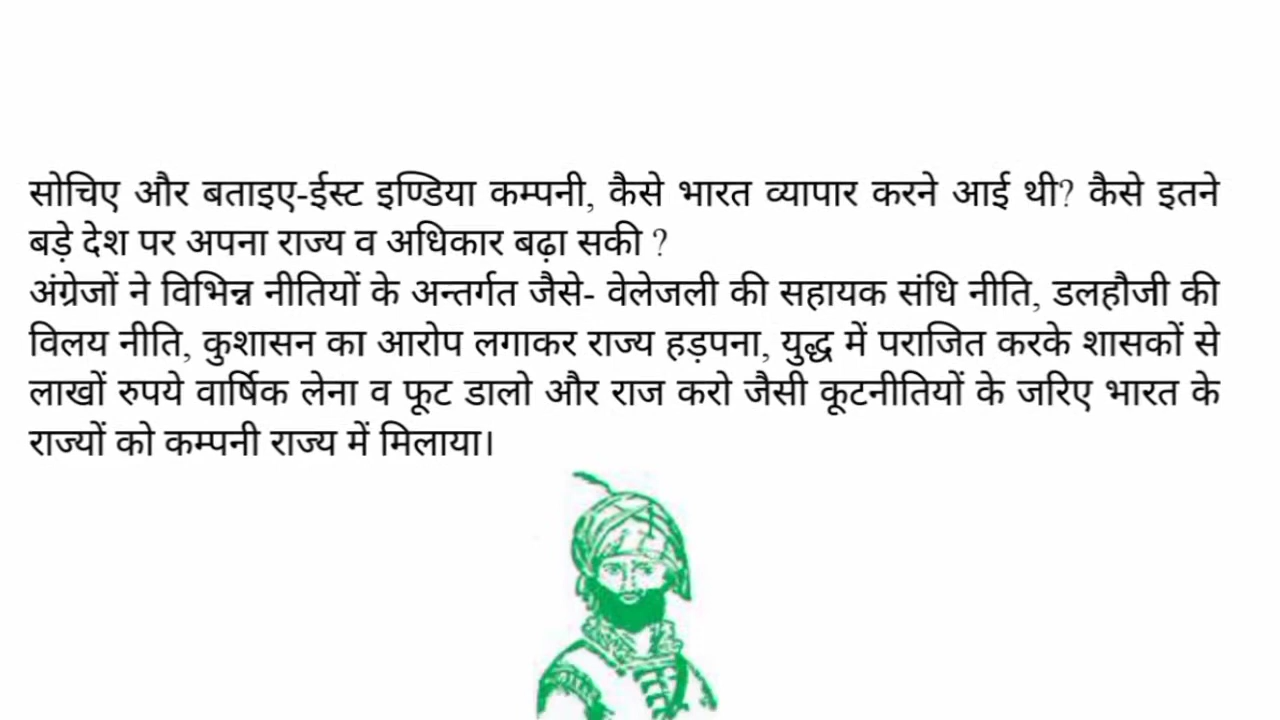 सोचिए और बताइए-ईस्ट इण्डिया कम्पनी, कैसे भारत व्यापार करने आई थी? कैसे इतने
बड़े देश पर अपना राज्य व अधिकार बढ़ा सकी ?
अंग्रेजों ने विभिन्न नीतियों के अन्तर्गत जैसे- वेलेजली की सहायक संधि नीति, डलहौजी की
विलय नीति, कुशासन का आरोप लगाकर राज्य हड़पना, युद्ध में पराजित करके शासकों से
लाखों रुपये वार्षिक लेना व फूट डालो और राज करो जैसी कूटनीतियों के जरिए भारत के
राज्यों को कम्पनी राज्य में मिलाया।